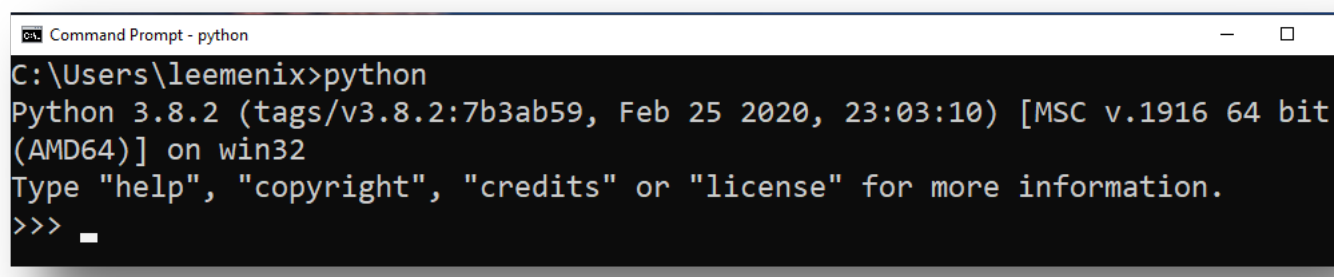 Command Prompt - python
C:\Users\leemenix>python
Python 3.8.2 (tags/v3.8.2:7b3ab59, Feb 25 2020, 23:03:10) [MSC v.1916 64 bit
(AMD64)] on win32
Type "help", "copyright", "credits" or "license" for more information.
>>> _